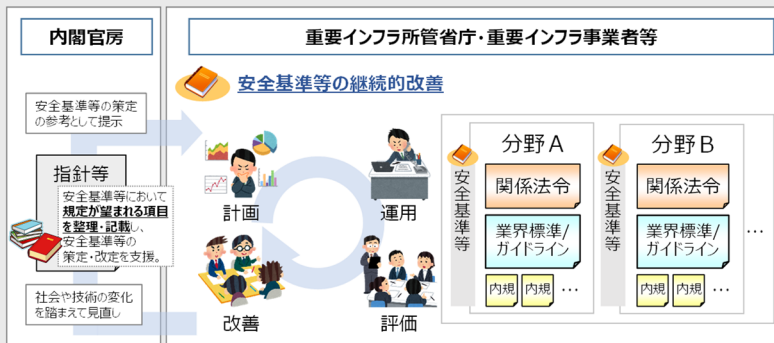 内閣官房
重要インフラ所管省庁・重要インフラ事業者等
安全基準等の継続的改善
安全基準等の策定
の参考として提示
指針等
安全基準等において
規定が望まれる項目
を整理・記載し、
安全基準等の
策定・改定を支援。
社会や技術の変化
を踏まえて見直し
計画
運用
改善
評価
安全基準等
分野A
関係法令
業界標準/
ガイドライン
内規
内規
…
安全基準等
分野B
関係法令
業界標準/
ガイドライン
内規
内規
…
…